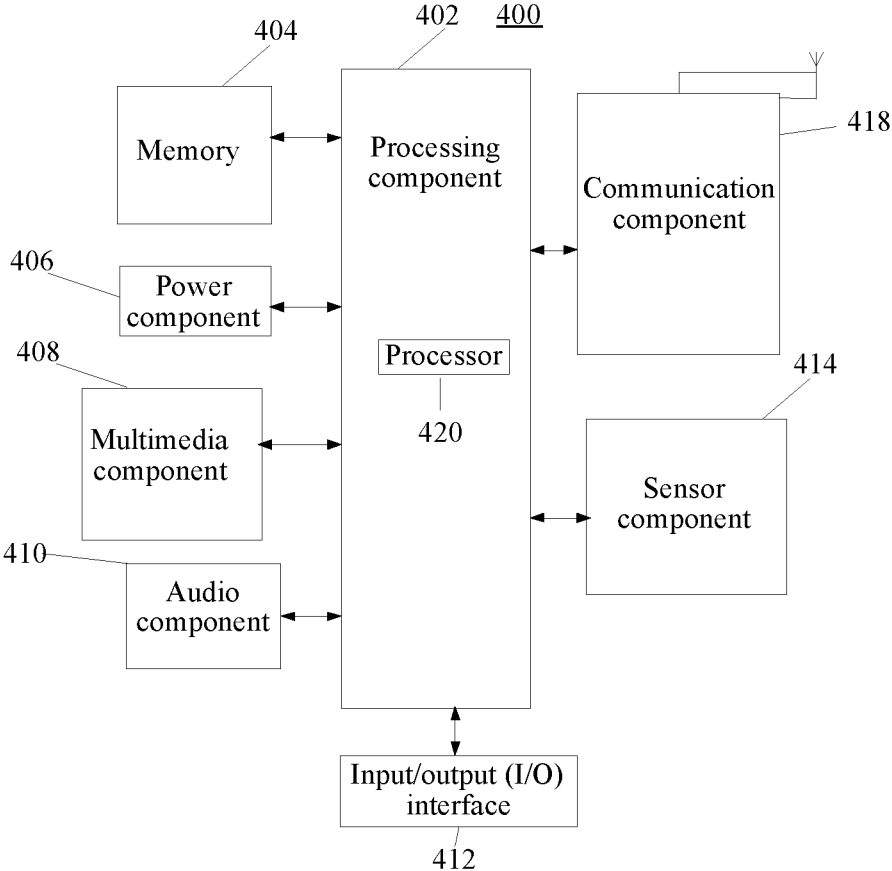 402
400
404
418
Memory
Processing
component
Communication
component
406
Power
component
Processor
408
414
420
Multimedia
component
Sensor
component
410
Audio
component
Input/output (I/O)
interface
412